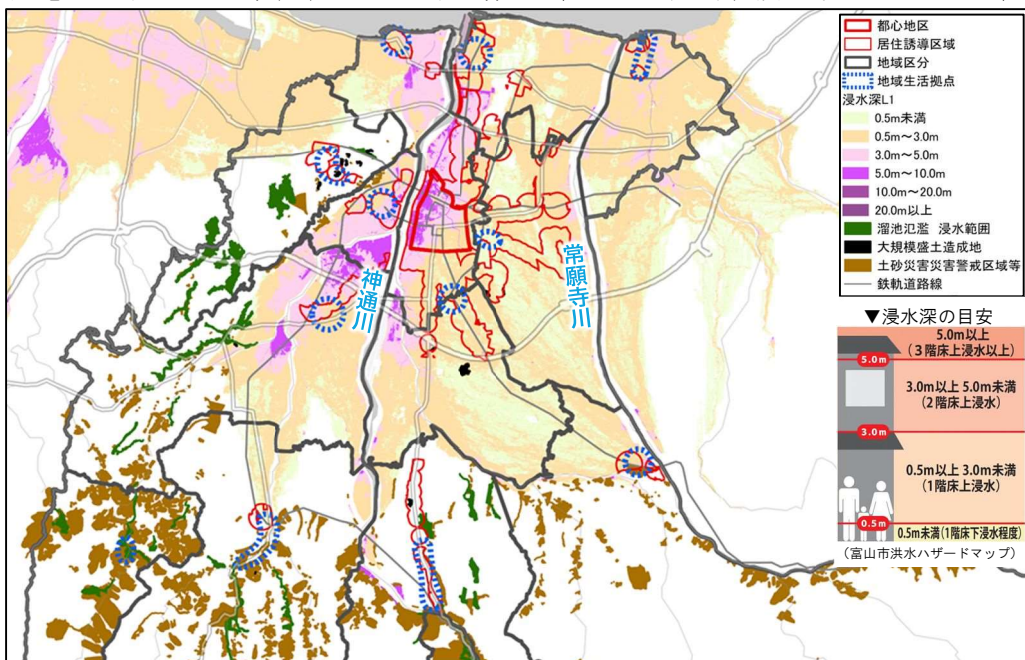 都心地区
居住誘導区域
地域区分
地域生活拠点
浸水深L1
0.5m未満
0.5m～3.0m
3.0m～5.0m
5.0m～10.0m
10.0m～20.0m
20.0m以上
溜池氾濫 浸水範囲
大規模盛土造成地
土砂災害災害警戒区域等
鉄軌道路線
神通川
常願寺川
▼浸水深の目安
5.0m以上
(3階床上浸水以上)
5.0m
3.0m以上 5.0m未満
(2階床上浸水)
3.0m
0.5m以上 3.0m未満
(1階床上浸水)
0.5m
0.5m未満(1階床下浸水程度)
(富山市洪水ハザードマップ)